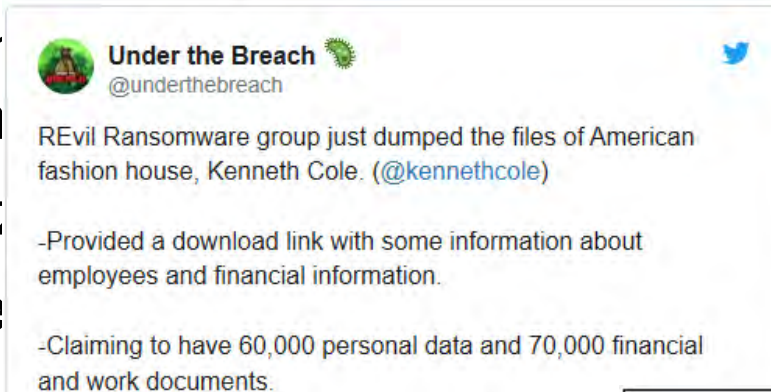 Under the Breach
@underthebreach
REvil Ransomware group just dumped the files of American
fashion house, Kenneth Cole. (@kennethcole)
-Provided a download link with some information about
employees and financial information.
-Claiming to have 60,000 personal data and 70,000 financial
and work documents.